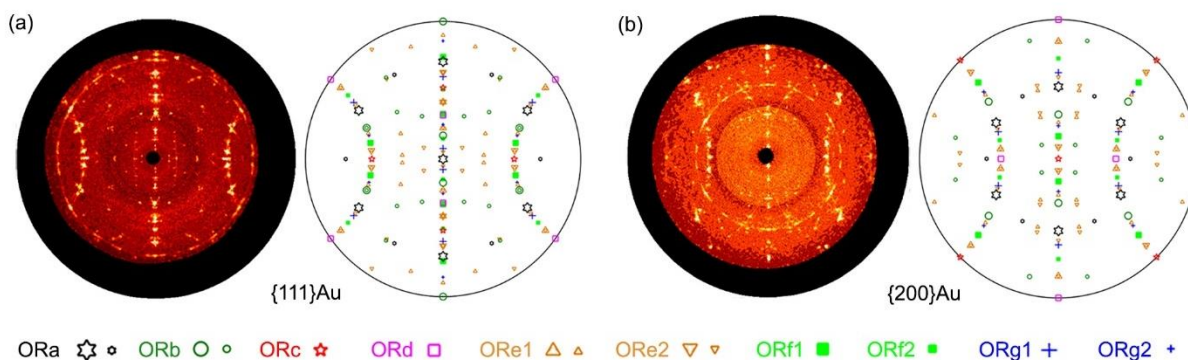 (a)
(b)
{111}Au
{200}Au
ORa ORb ORc ORd ORe1 ORe2 ORf1 ORf2 ORg1 ORg2